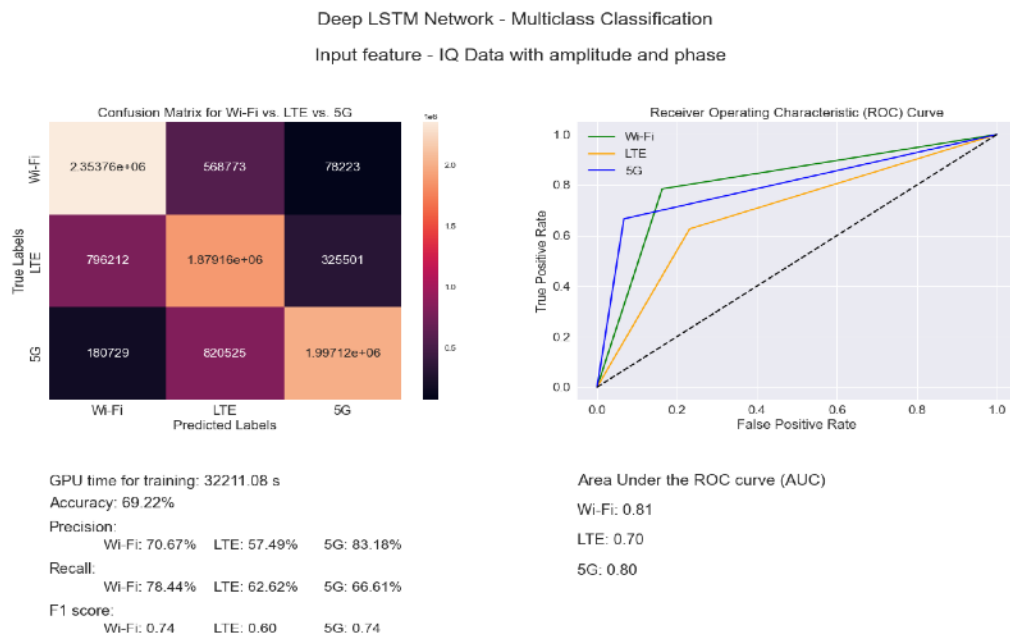 Deep LSTM Network - Multiclass Classification
Input feature - IQ Data with amplitude and phase
Confusion Matrix for Wi-Fi vs. LTE vs. 5G
1e6
Wi-Fi
2.35376e+06 568773 78223
2.0
True Labels
LTE
796212 1.87916e+06 325501
1.5
1.0
5G
180729 820525 1.99712e+06
0.5
Wi-Fi LTE 5G
Predicted Labels
Receiver Operating Characteristic (ROC) Curve
Wi-Fi
LTE
5G
True Positive Rate
1.0
0.8
0.6
0.4
0.2
0.0
0.0 0.2 0.4 0.6 0.8 1.0
False Positive Rate
GPU time for training: 32211.08 s
Accuracy: 69.22%
Precision:
Wi-Fi: 70.67% LTE: 57.49% 5G: 83.18%
Recall:
Wi-Fi: 78.44% LTE: 62.62% 5G: 66.61%
F1 score:
Wi-Fi: 0.74 LTE: 0.60 5G: 0.74
Area Under the ROC curve (AUC)
Wi-Fi: 0.81
LTE: 0.70
5G: 0.80